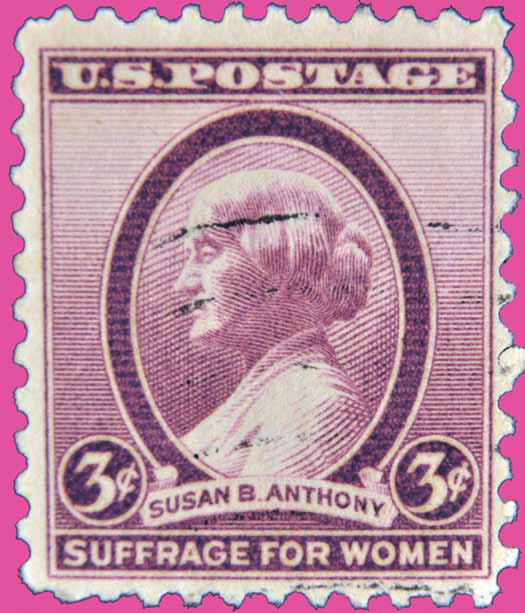 U.S. POSTAGE
3¢ SUSAN B. ANTHONY 3¢
SUFFRAGE FOR WOMEN